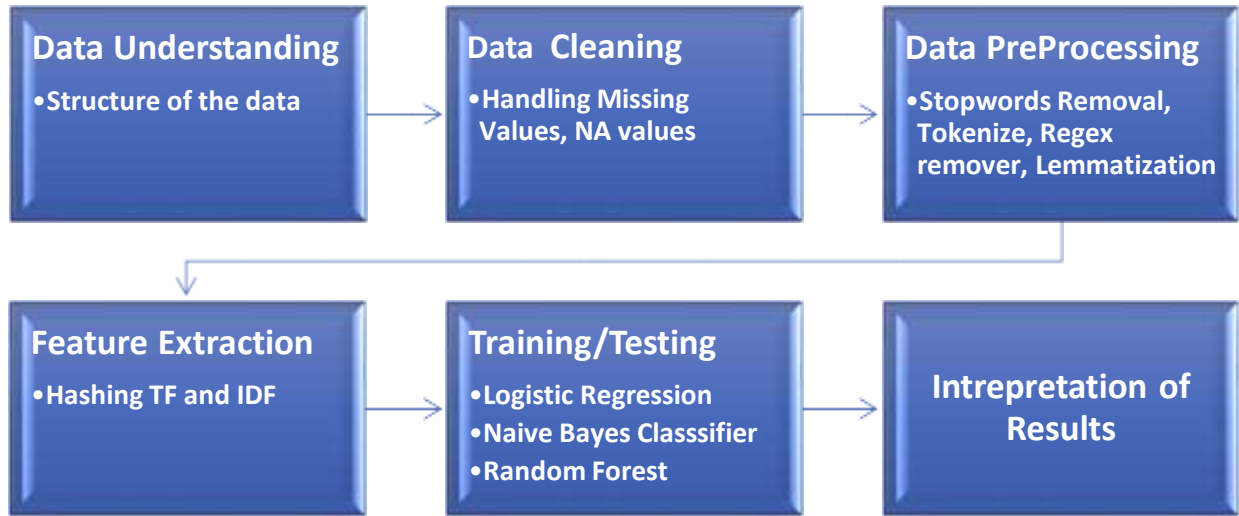 Data Understanding
•Structure of the data
Data Cleaning
•Handling Missing
Values, NA values
Data PreProcessing
•Stopwords Removal,
Tokenize, Regex
remover, Lemmatization
Feature Extraction
•Hashing TF and IDF
Training/Testing
•Logistic Regression
•Naive Bayes Classsifier
•Random Forest
Intrepretation of
Results